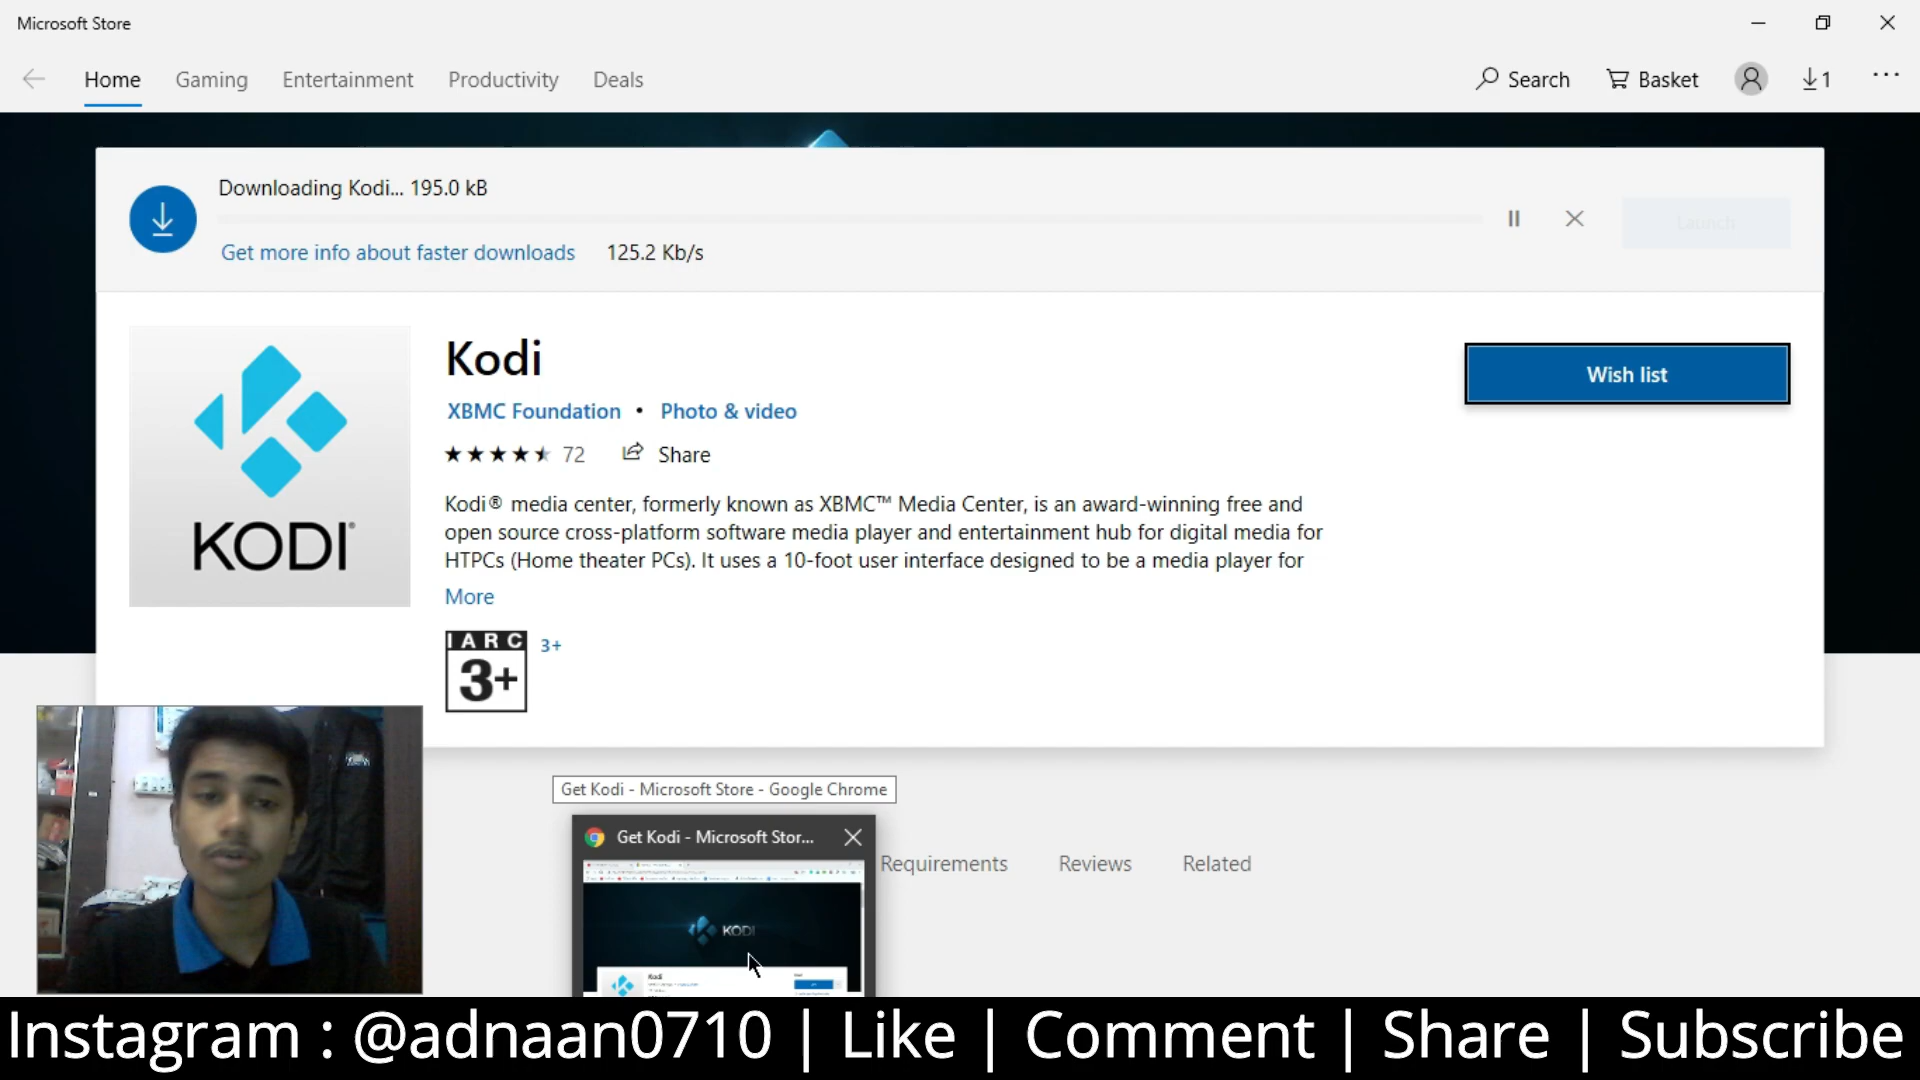 Microsoft Store
Home Gaming Entertainment Productivity Deals Search Basket 1 ...
Downloading Kodi... 195.0 kB
Launch
Get more info about faster downloads 125.2 Kb/s
Kodi
Wish list
XBMC Foundation • Photo & video
72 Share
Kodi® media center, formerly known as XBMC™ Media Center, is an award-winning free and
open source cross-platform software media player and entertainment hub for digital media for
HTPCs (Home theater PCs). It uses a 10-foot user interface designed to be a media player for
More
KODI
IARC
3+
3+
Get Kodi - Microsoft Store - Google Chrome
Get Kodi - Microsoft Stor...
Requirements Reviews Related
KODI
Kodi
Instagram : @adnaan0710 | Like | Comment | Share | Subscribe